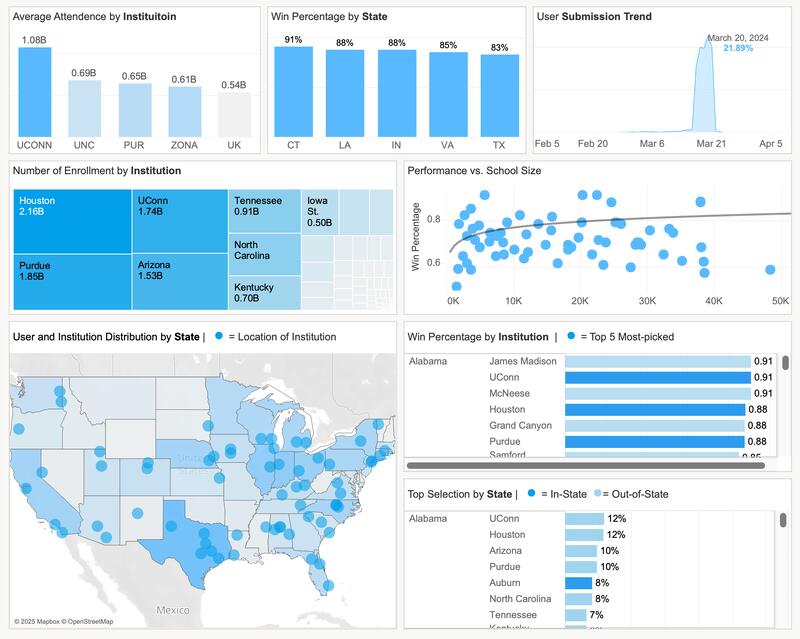 Average Attendence by Instituitoin
1.08B
0.69B
0.65B
0.61B
0.54B
UCONN UNC PUR ZONA UK
Win Percentage by State
91% 88% 88% 85% 83%
CT LA IN VA TX
User Submission Trend
March 20, 2024
21.89%
Feb 5 Feb 20 Mar 6 Mar 21 Apr 5
Number of Enrollment by Institution
Houston
2.16B
UConn
1.74B
Tennessee
0.91B
Iowa
St.
0.50B
North
Carolina
Purdue
1.85B
Arizona
1.53B
Kentucky
0.70B
Performance vs. School Size
Win Percentage
0.8
0.6
0K 10K 20K 30K 40K 50K
User and Institution Distribution by State | = Location of Institution
United
States
Mexico
© 2025 Mapbox © OpenStreetMap
Win Percentage by Institution | = Top 5 Most-picked
Alabama James Madison 0.91
UConn 0.91
McNeese 0.91
Houston 0.88
Grand Canyon 0.88
Purdue 0.88
Samford 0.85
Top Selection by State | = In-State = Out-of-State
Alabama UConn 12%
Houston 12%
Arizona 10%
Purdue 10%
Auburn 8%
North Carolina 8%
Tennessee 7%
Kentucky